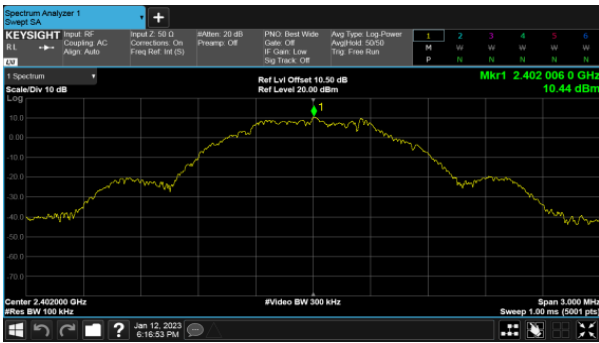 Spectrum Analyzer 1
Swept SA
+
KEYSIGHT Input: RF Input Z: 50 Ω #Atten: 20 dB PNO: Best Wide Avg Type: Log-Power 1 2 3 4 5 6
RL Coupling: AC Corrections: On Preamp: Off Gate: Off Avg|Hold: 50/50 M W W W W W
Align: Auto Freq Ref: Int (S) IF Gain: Low Trig: Free Run P N N N N N
LXI Sig Track: Off
1 Spectrum Ref Lvl Offset 10.50 dB Mkr1 2.402 006 0 GHz
Scale/Div 10 dB Ref Level 20.00 dBm 10.44 dBm
Log
1
10.0
0.00
-10.0
-20.0
-30.0
-40.0
-50.0
-60.0
-70.0
Center 2.402000 GHz #Video BW 300 kHz Span 3.000 MHz
#Res BW 100 kHz Sweep 1.00 ms (5001 pts)
? Jan 12, 2023
6:16:53 PM